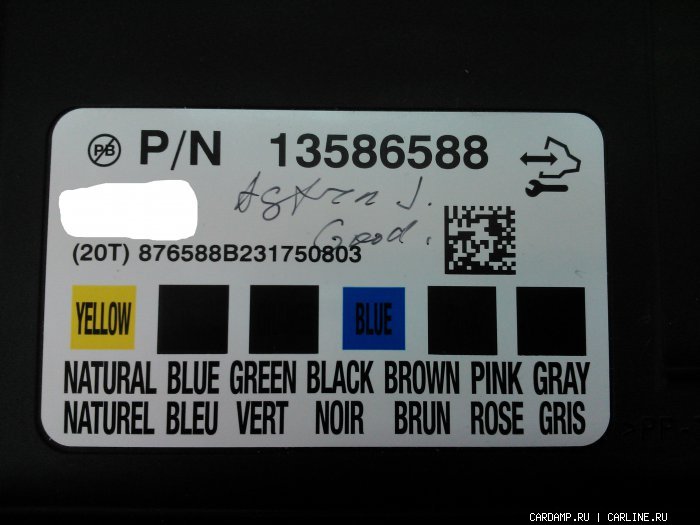 PB P/N 13586588
Astra J.
Good.
(20T) 876588B231750803
YELLOW BLUE
NATURAL BLUE GREEN BLACK BROWN PINK GRAY
NATUREL BLEU VERT NOIR BRUN ROSE GRIS
CARDAMP.RU | CARLINE.RU